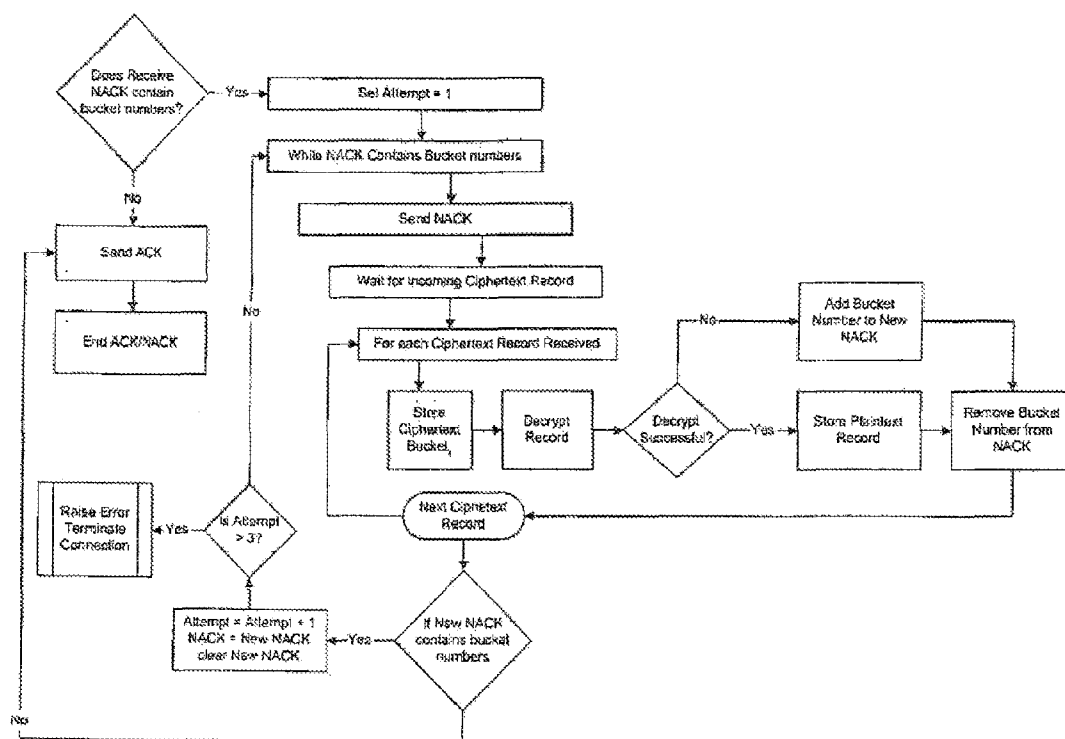 Does Receive
NACK contain
bucket numbers?
Yes
Set Attempt = 1
While NACK Contains Bucket numbers
No
Send NACK
Send ACK
Wait for Incoming Ciphertext Record
No
End ACK/NACK
For each Ciphertext Record Received
No
Add Bucket
Number to New
NACK
Store
Ciphertext
Bucket
Decrypt
Record
Decrypt
Successful?
Yes
Store Plaintext
Record
Remove Bucket
Number from
NACK
Raise Error
Terminate
Connection
Yes
Is Attempt
> 3?
Next Ciphetext
Record
Attempt = Attempt + 1
NACK = New NACK
clear New NACK
Yes
If New NACK
contains bucket
numbers
No